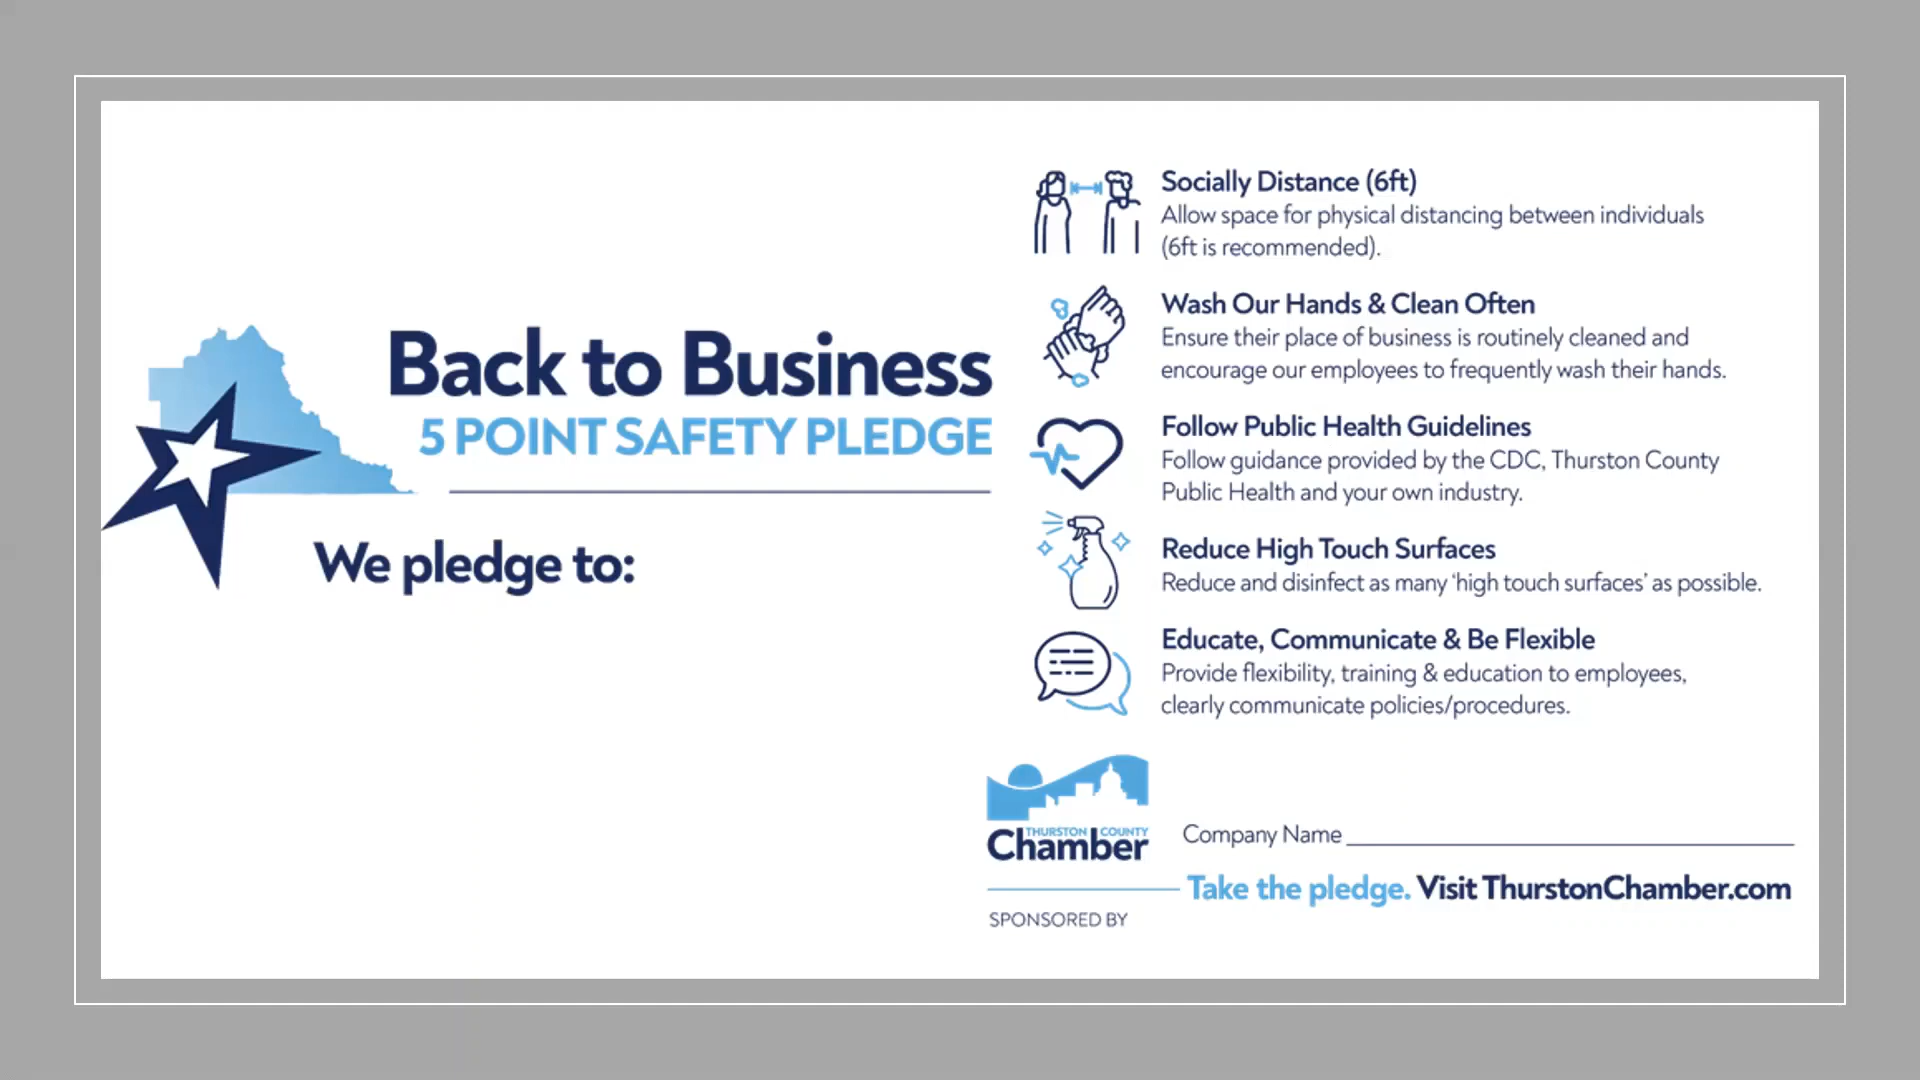 Back to Business
5 POINT SAFETY PLEDGE
We pledge to:
Socially Distance (6ft)
Allow space for physical distancing between individuals
(6ft is recommended).
Wash Our Hands & Clean Often
Ensure their place of business is routinely cleaned and
encourage our employees to frequently wash their hands.
Follow Public Health Guidelines
Follow guidance provided by the CDC, Thurston County
Public Health and your own industry.
Reduce High Touch Surfaces
Reduce and disinfect as many ‘high touch surfaces’ as possible.
Educate, Communicate & Be Flexible
Provide flexibility, training & education to employees,
clearly communicate policies/procedures.
THURSTON COUNTY
Chamber
Company Name
Take the pledge. Visit ThurstonChamber.com
SPONSORED BY